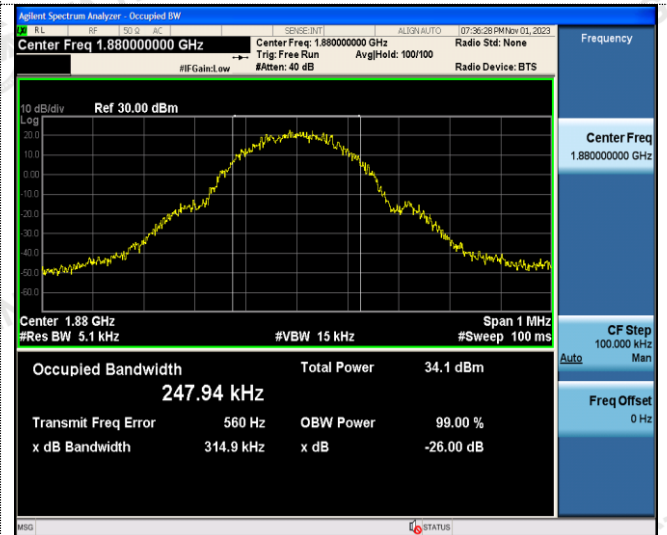 Agilent Spectrum Analyzer - Occupied BW
RL RF 50 Ω AC SENSE:INT ALIGN AUTO 07:36:28 PM Nov 01, 2023
Center Freq 1.880000000 GHz
Center Freq: 1.880000000 GHz
Radio Std: None
Trig: Free Run Avg|Hold: 100/100
#IFGain:Low #Atten: 40 dB Radio Device: BTS
10 dB/div Ref 30.00 dBm
Log
20.0
10.0
0.00
-10.0
-20.0
-30.0
-40.0
-50.0
-60.0
Center 1.88 GHz Span 1 MHz
#Res BW 5.1 kHz #VBW 15 kHz #Sweep 100 ms
Occupied Bandwidth Total Power 34.1 dBm
247.94 kHz
Transmit Freq Error 560 Hz OBW Power 99.00 %
x dB Bandwidth 314.9 kHz x dB -26.00 dB
MSG STATUS
Frequency
Center Freq
1.880000000 GHz
CF Step
100.000 kHz
Auto Man
Freq Offset
0 Hz